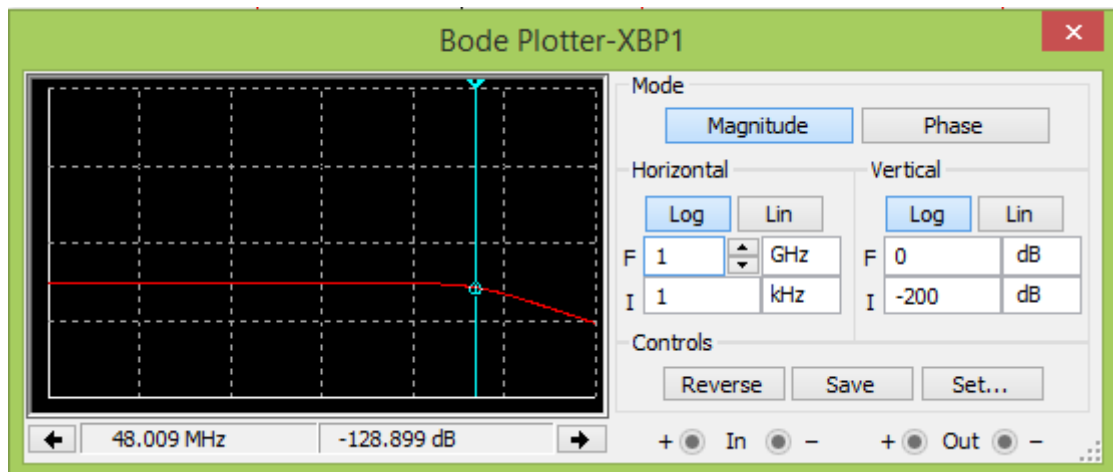 Bode Plotter-XBP1
×
Mode
Magnitude Phase
Horizontal Vertical
Log Lin Log Lin
F 1 GHz F 0 dB
I 1 kHz I -200 dB
Controls
Reverse Save Set...
48.009 MHz -128.899 dB + In - + Out -